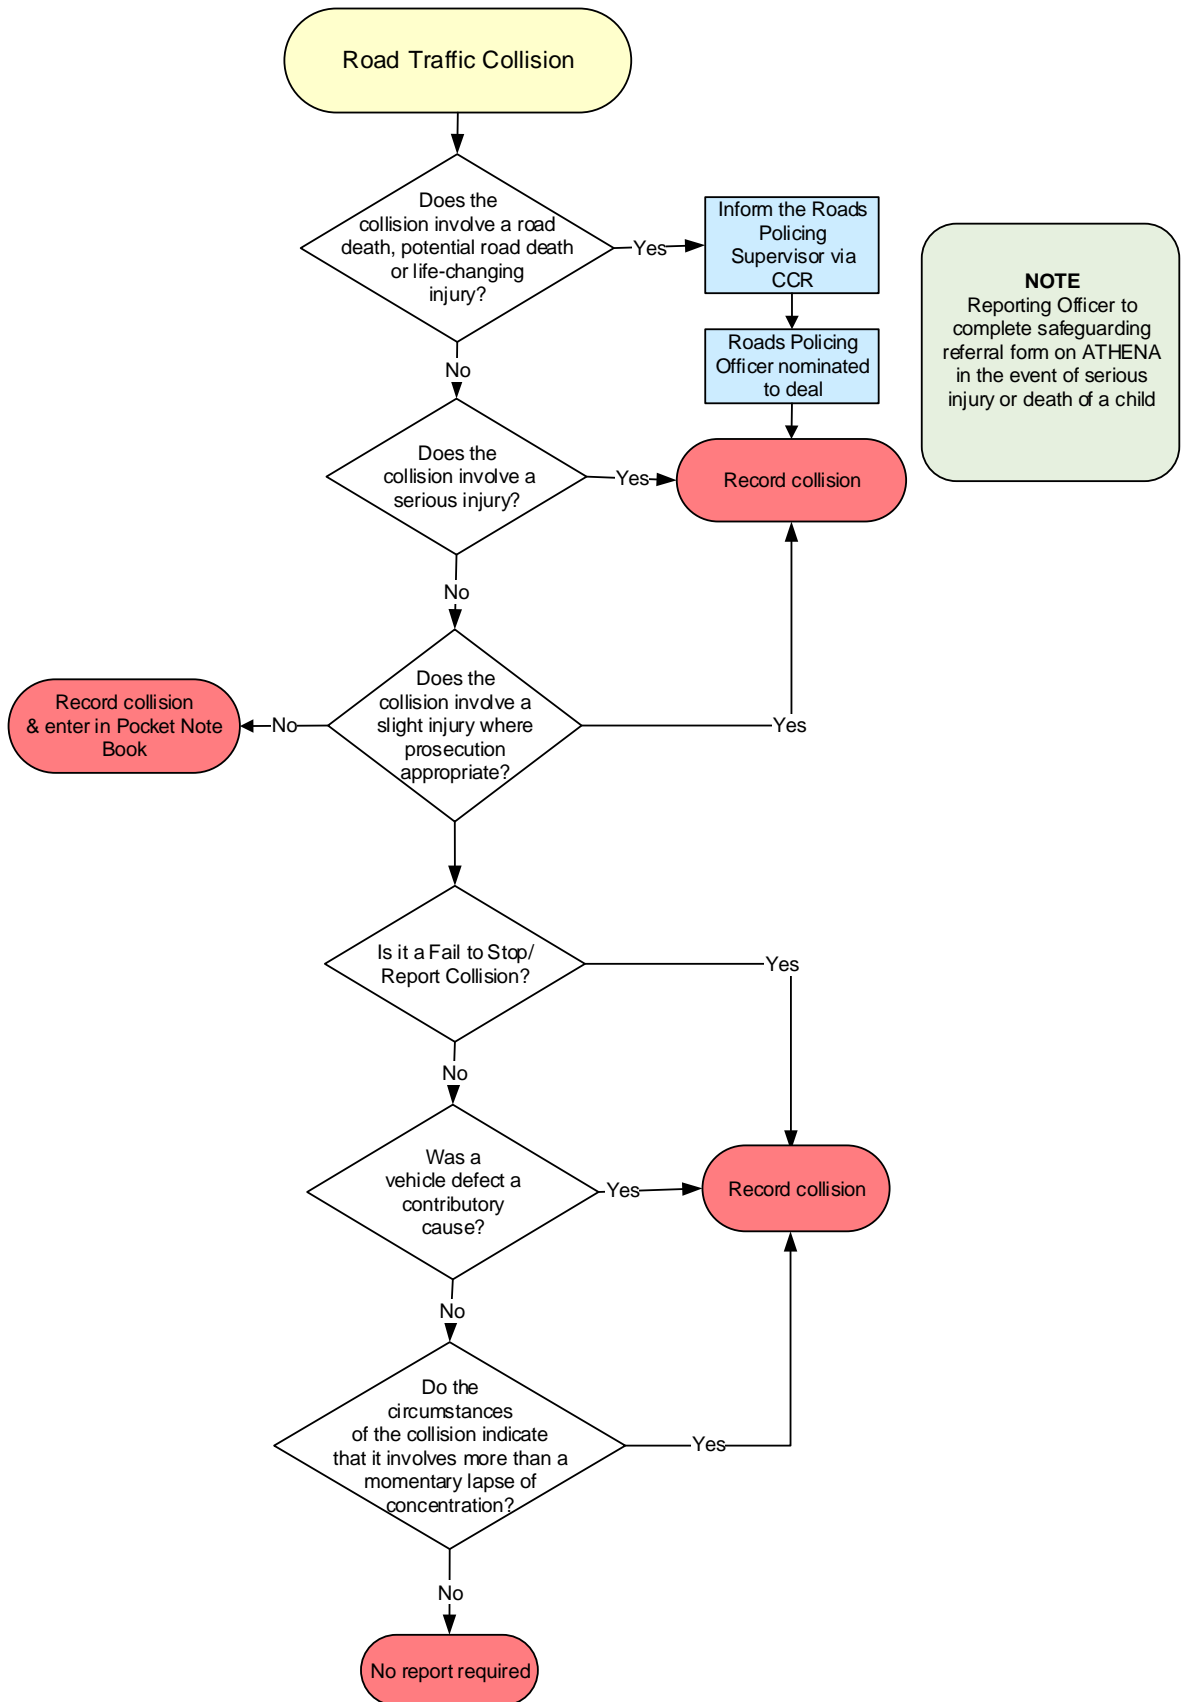 Road Traffic Collision
Does the
collision involve a road
death, potential road death
or life-changing
injury?
Yes
Inform the Roads
Policing
Supervisor via
CCR
NOTE
Reporting Officer to
complete safeguarding
referral form on ATHENA
in the event of serious
injury or death of a child
Roads Policing
Officer nominated
to deal
No
Does the
collision involve a
serious injury?
Yes
Record collision
No
Does the
collision involve a
slight injury where
prosecution
appropriate?
No
Record collision
& enter in Pocket Note
Book
Yes
Is it a Fail to Stop/
Report Collision?
Yes
No
Was a
vehicle defect a
contributory
cause?
Yes
Record collision
No
Do the
circumstances
of the collision indicate
that it involves more than a
momentary lapse of
concentration?
Yes
No
No report required